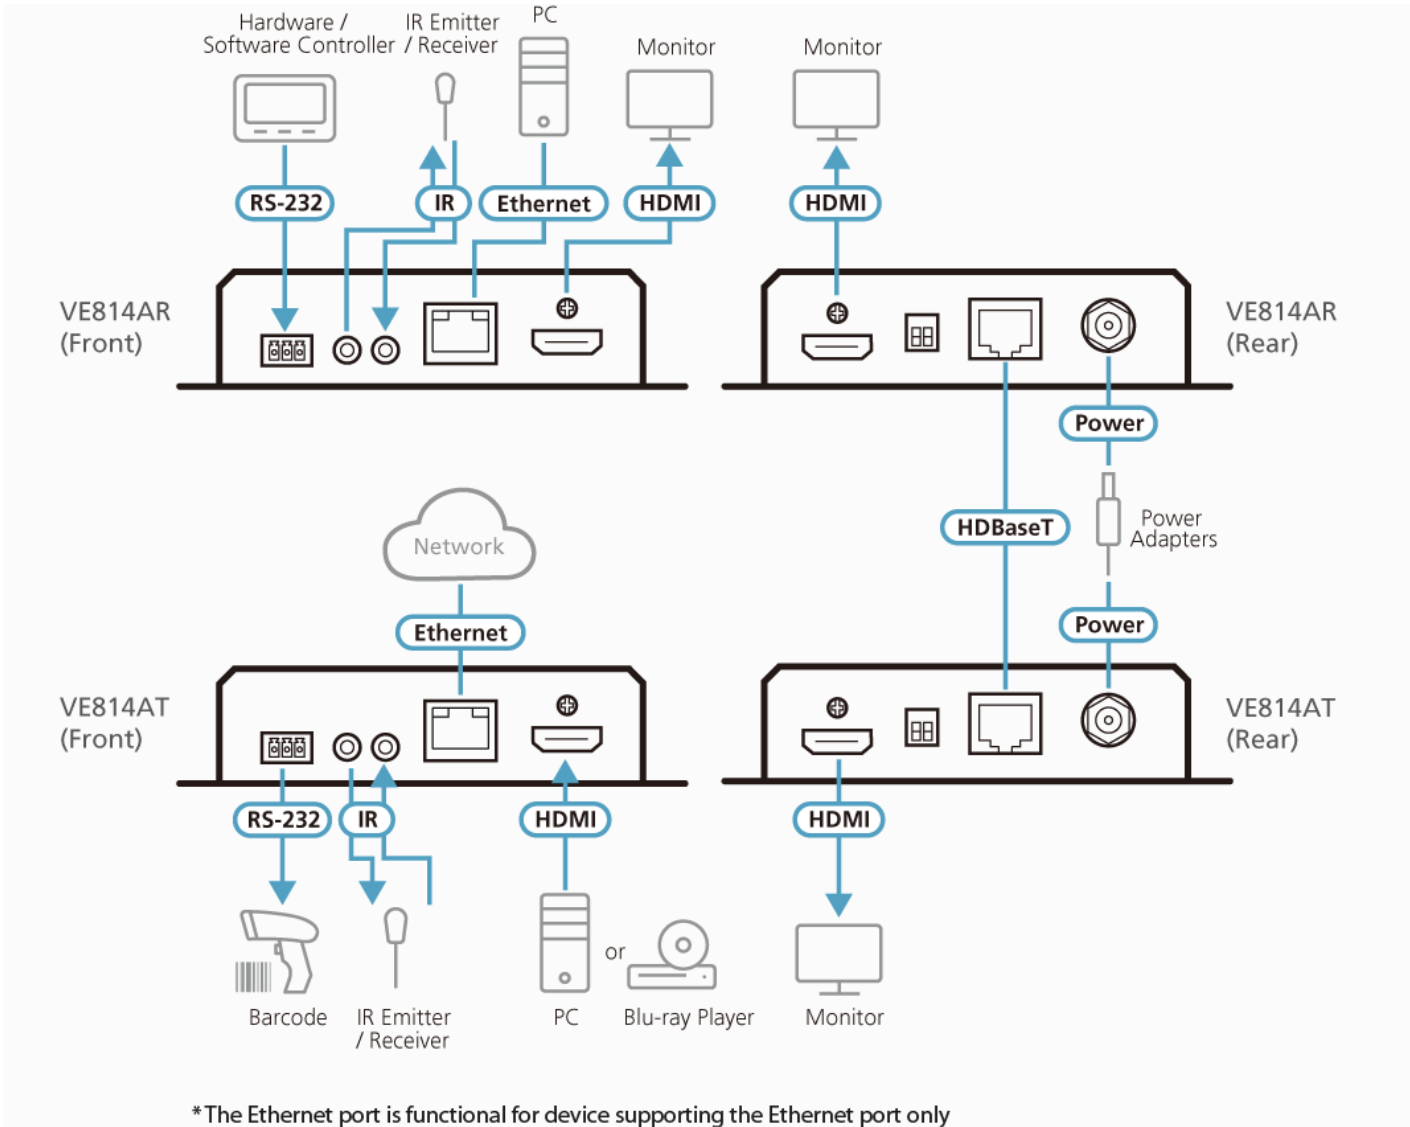 Hardware /
Software Controller
IR Emitter
/ Receiver
PC
Monitor
Monitor
RS-232
IR
Ethernet
HDMI
HDMI
VE814AR
(Front)
VE814AR
(Rear)
Power
HDBaseT
Power
Adapters
Network
Ethernet
Power
VE814AT
(Front)
VE814AT
(Rear)
RS-232
IR
HDMI
HDMI
or
Barcode
IR Emitter
/ Receiver
PC
Blu-ray Player
Monitor
*The Ethernet port is functional for device supporting the Ethernet port only